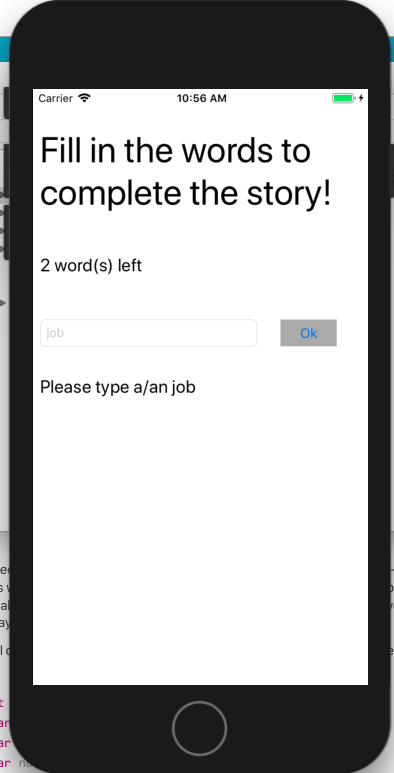 Carrier 10:56 AM
Fill in the words to
complete the story!
2 word(s) left
job Ok
Please type a/an job